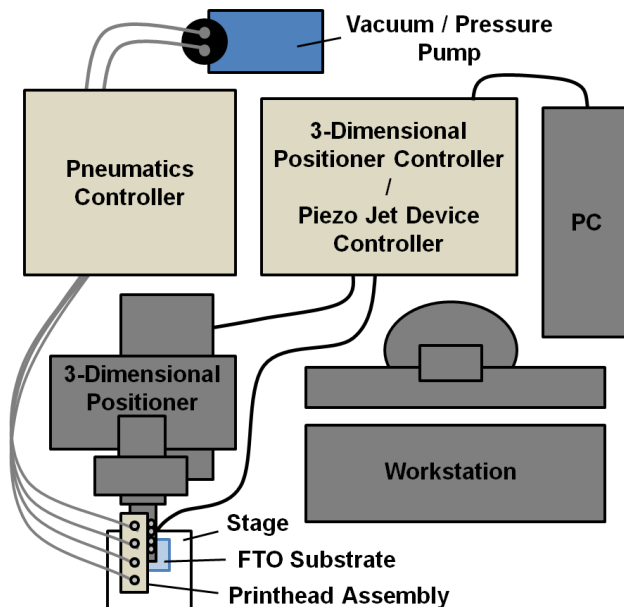 Vacuum / Pressure
Pump
3-Dimensional
Positioner Controller
/
Piezo Jet Device
Controller
Pneumatics
Controller
PC
3-Dimensional
Positioner
Workstation
Stage
FTO Substrate
Printhead Assembly